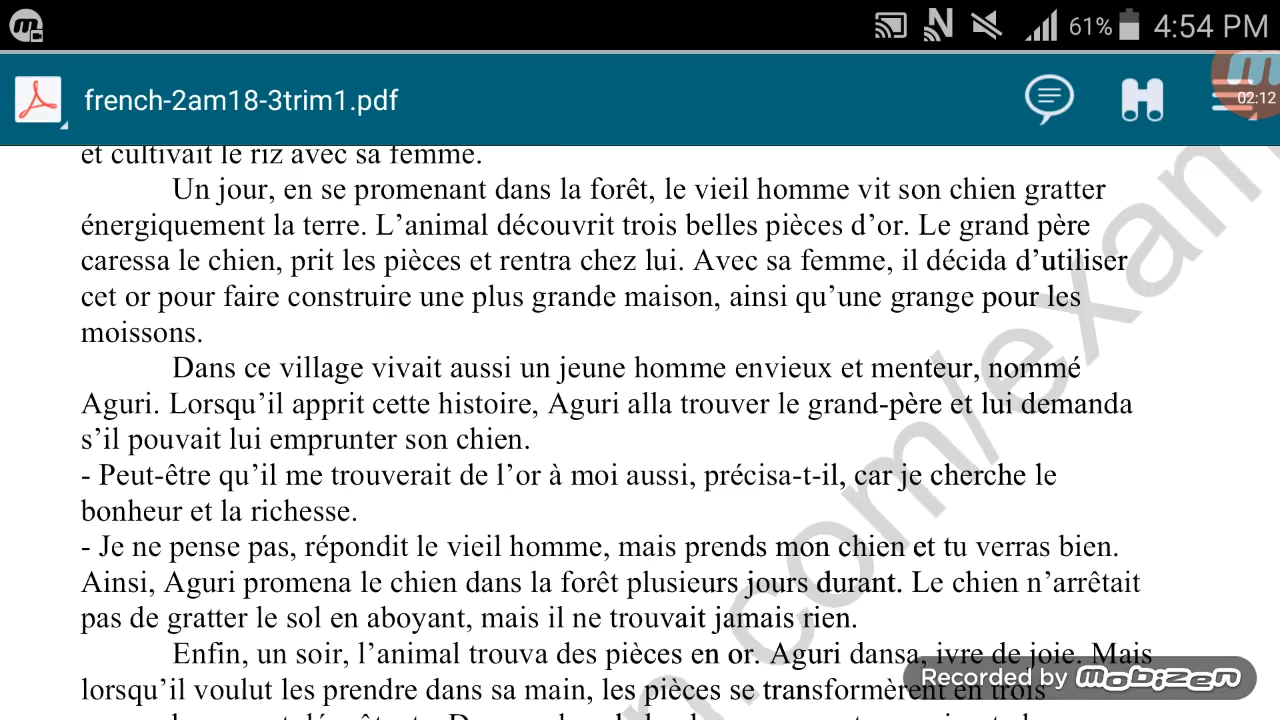 61% 4:54 PM
french-2am18-3trim1.pdf
02:12
et cultivait le riz avec sa femme.
Un jour, en se promenant dans la forêt, le vieil homme vit son chien gratter
énergiquement la terre. L’animal découvrit trois belles pièces d’or. Le grand père
caressa le chien, prit les pièces et rentra chez lui. Avec sa femme, il décida d’utiliser
cet or pour faire construire une plus grande maison, ainsi qu’une grange pour les
moissons.
Dans ce village vivait aussi un jeune homme envieux et menteur, nommé
Aguri. Lorsqu’il apprit cette histoire, Aguri alla trouver le grand-père et lui demanda
s’il pouvait lui emprunter son chien.
- Peut-être qu’il me trouverait de l’or à moi aussi, précisa-t-il, car je cherche le
bonheur et la richesse.
- Je ne pense pas, répondit le vieil homme, mais prends mon chien et tu verras bien.
Ainsi, Aguri promena le chien dans la forêt plusieurs jours durant. Le chien n’arrêtait
pas de gratter le sol en aboyant, mais il ne trouvait jamais rien.
Enfin, un soir, l’animal trouva des pièces en or. Aguri dansa, ivre de joie. Mais
lorsqu’il voulut les prendre dans sa main, les pièces se transformèrent en trois
Recorded by mobizen
n.com/exam